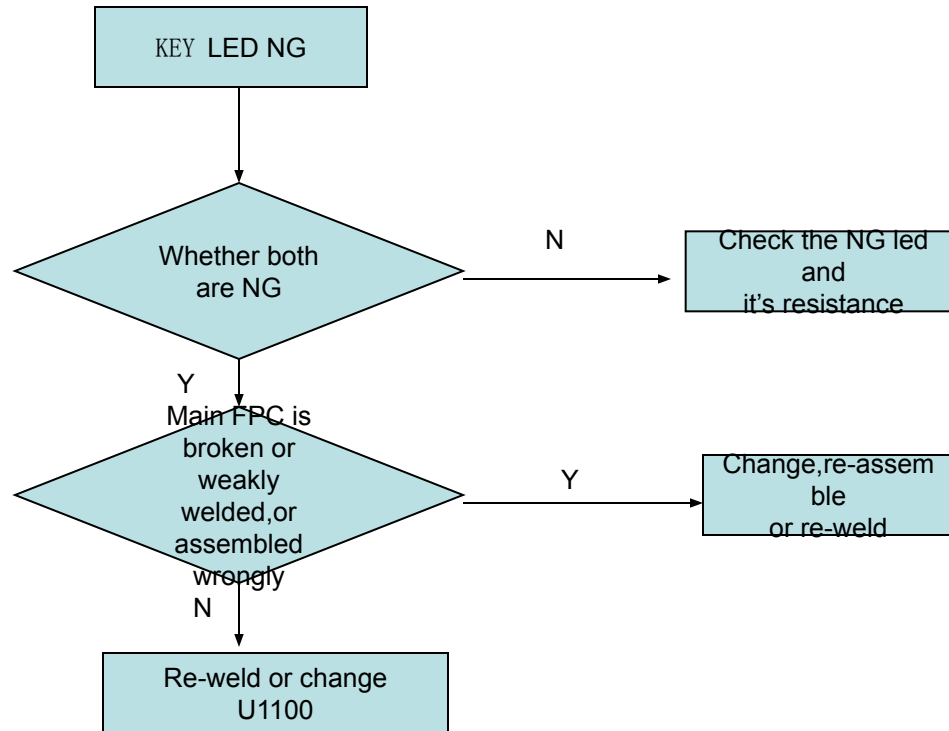 KEY LED NG
Whether both
are NG
N
Check the NG led
and
it's resistance
Y
Main FPC is
broken or
weakly
welded,or
assembled
wrongly
Y
Change,re-assem
ble
or re-weld
N
Re-weld or change
U1100